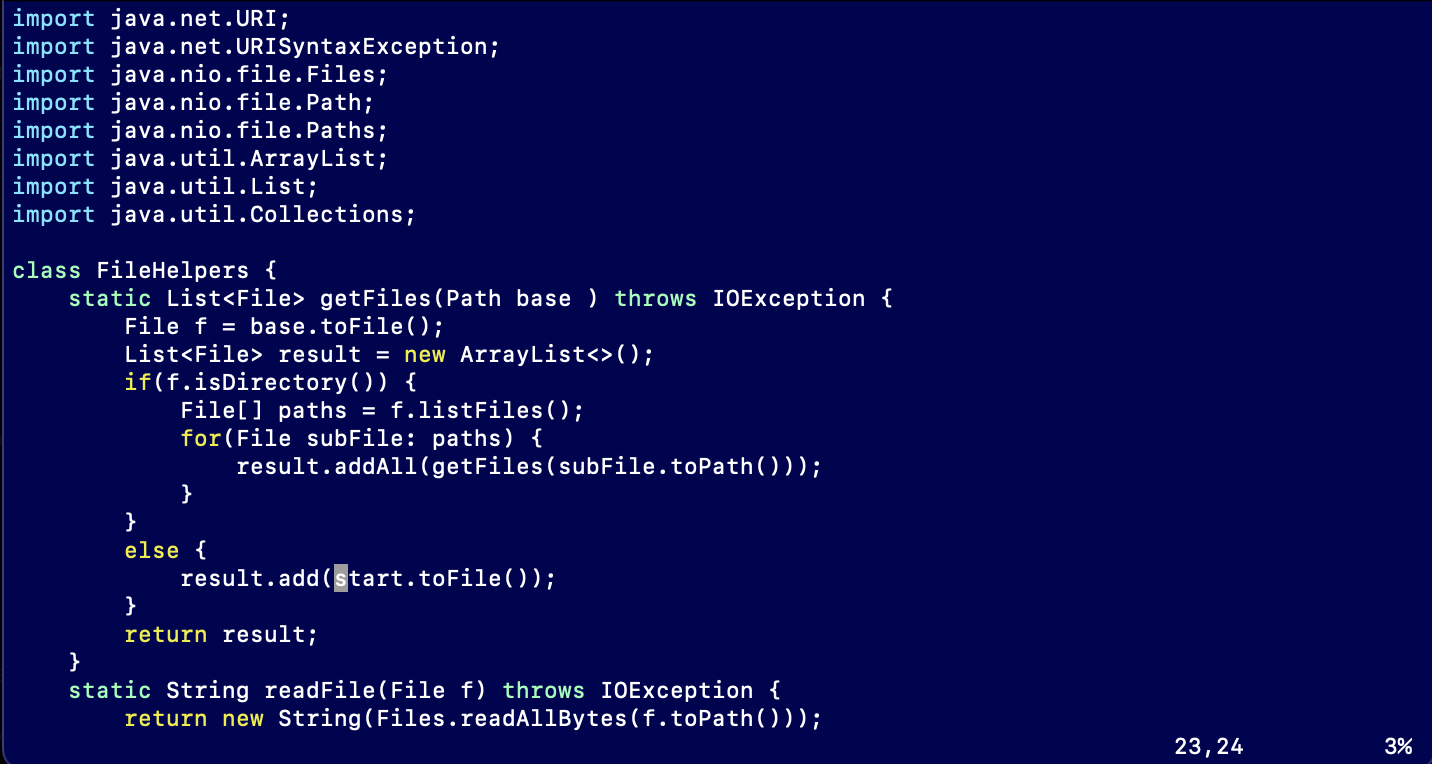 import java.net.URI;
import java.net.URISyntaxException;
import java.nio.file.Files;
import java.nio.file.Path;
import java.nio.file.Paths;
import java.util.ArrayList;
import java.util.List;
import java.util.Collections;

class FileHelpers {
    static List<File> getFiles(Path base ) throws IOException {
        File f = base.toFile();
        List<File> result = new ArrayList<>();
        if(f.isDirectory()) {
            File[] paths = f.listFiles();
            for(File subFile: paths) {
                result.addAll(getFiles(subFile.toPath()));
            }
        }
        else {
            result.add(start.toFile());
        }
        return result;
    }
    static String readFile(File f) throws IOException {
        return new String(Files.readAllBytes(f.toPath()));
23,24 3%